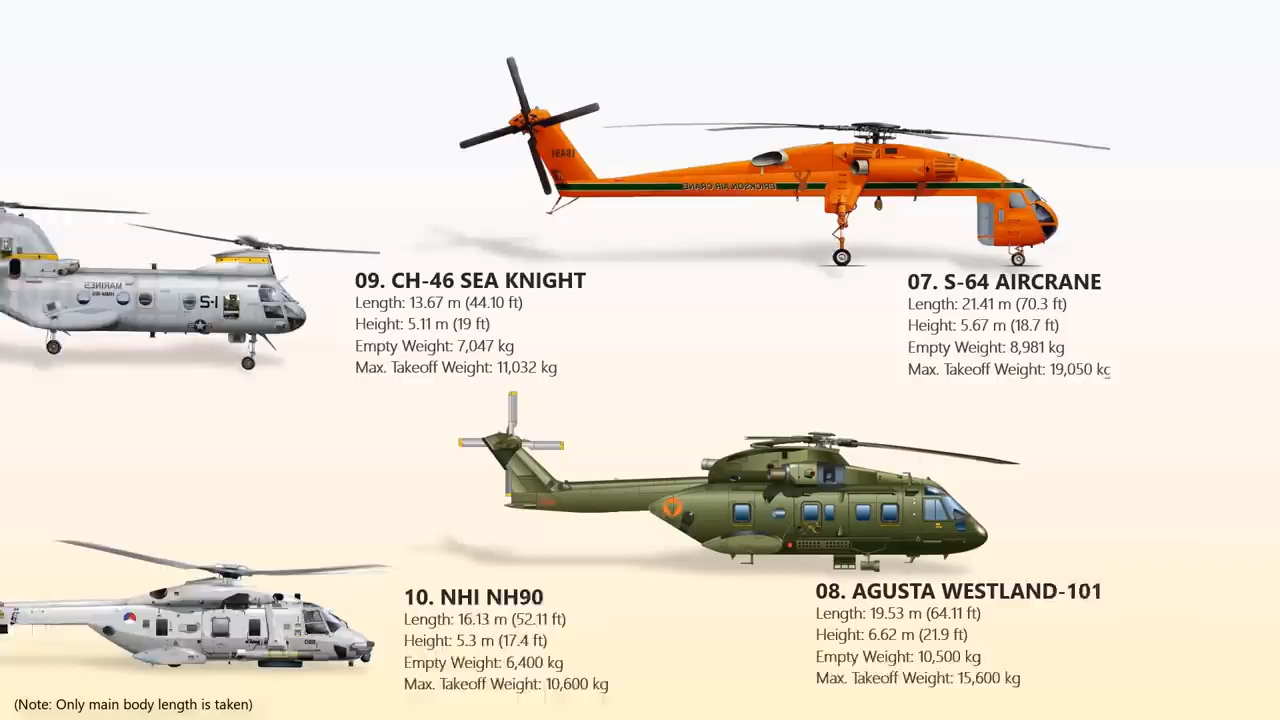 18491
ERICKSON AIR CRANE
MARINES
S-1
09. CH-46 SEA KNIGHT
Length: 13.67 m (44.10 ft)
Height: 5.11 m (19 ft)
Empty Weight: 7,047 kg
Max. Takeoff Weight: 11,032 kg
07. S-64 AIRCRANE
Length: 21.41 m (70.3 ft)
Height: 5.67 m (18.7 ft)
Empty Weight: 8,981 kg
Max. Takeoff Weight: 19,050 kg
10. NHI NH90
Length: 16.13 m (52.11 ft)
Height: 5.3 m (17.4 ft)
Empty Weight: 6,400 kg
Max. Takeoff Weight: 10,600 kg
08. AGUSTA WESTLAND-101
Length: 19.53 m (64.11 ft)
Height: 6.62 m (21.9 ft)
Empty Weight: 10,500 kg
Max. Takeoff Weight: 15,600 kg
(Note: Only main body length is taken)